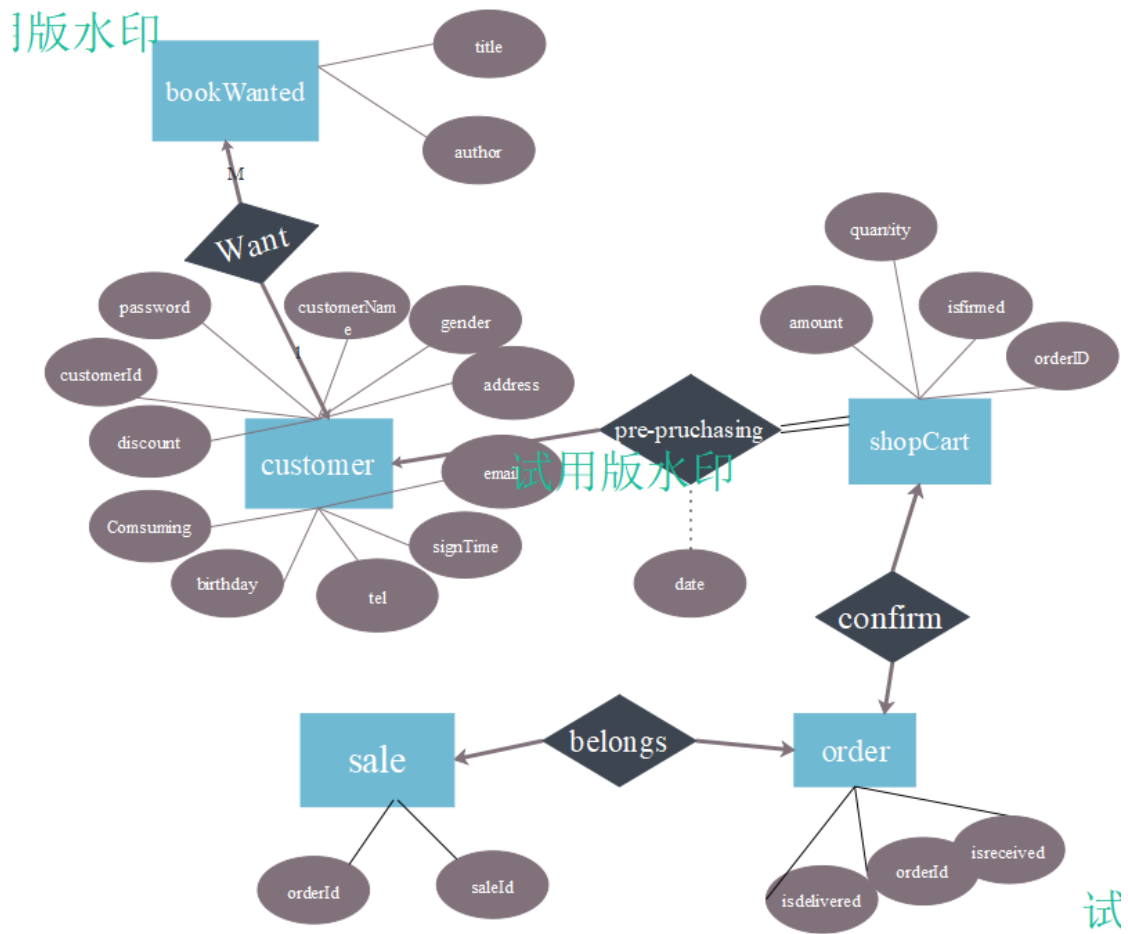 用版水印
title
bookWanted
author
M
Want
quantity
password
customerName
gender
isfirmed
amount
orderID
1
customerId
address
discount
pre-pruchasing
shopCart
customer
email
试用版水印
Comsuming
signTime
birthday
tel
date
confirm
belongs
order
sale
isreceived
orderId
isdelivered
orderId
saleId
试